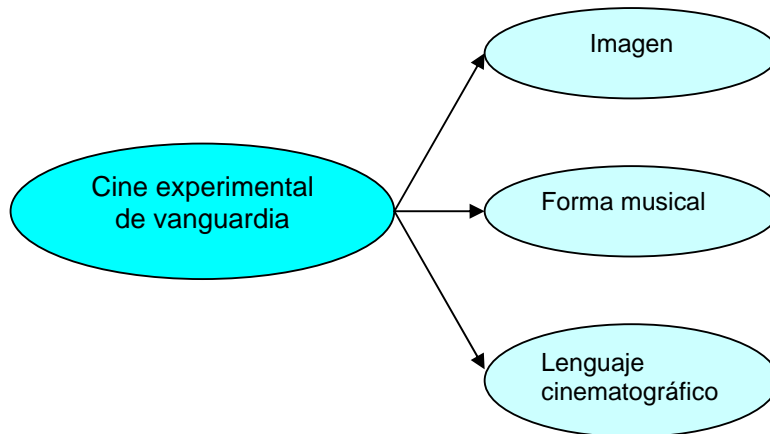 Cine experimental
de vanguardia
Imagen
Forma musical
Lenguaje
cinematográfico